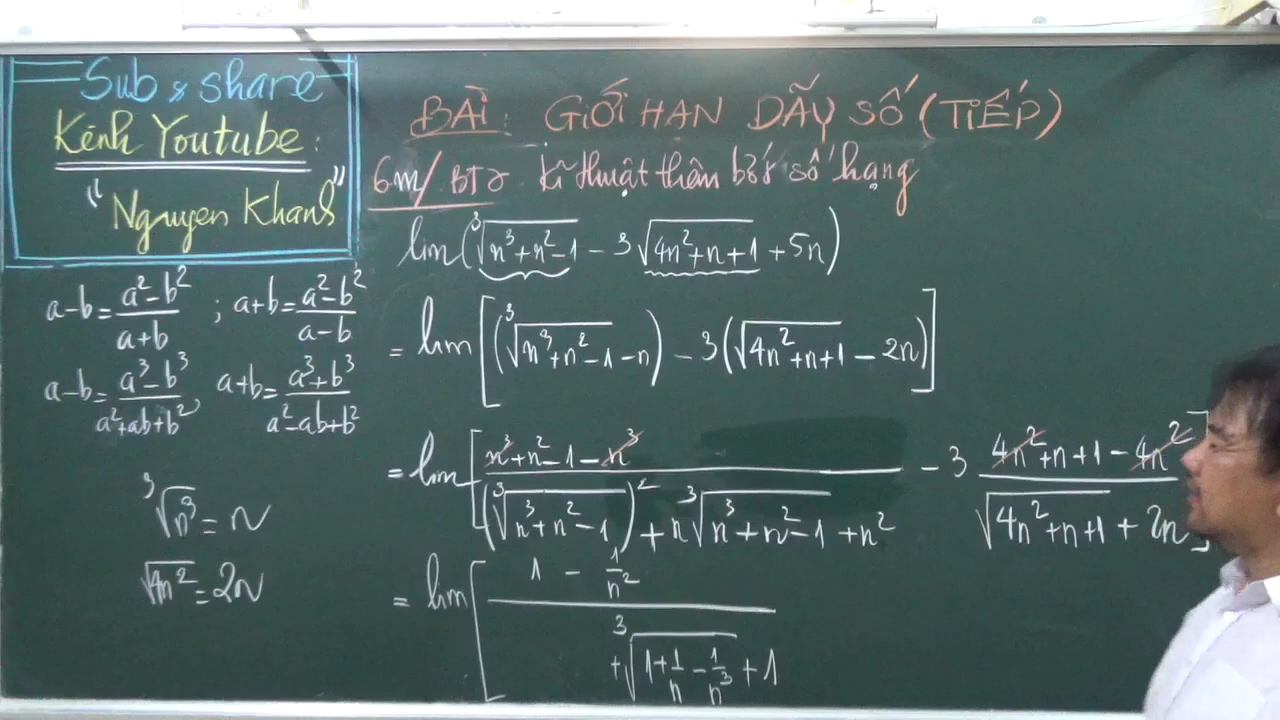 Sub & share
Kênh Youtube:
"Nguyen Khanh"
BÀI: GIỚI HẠN DÃY SỐ (TIẾP)
6m/ BT2 Kĩ thuật thêm bớt số hạng
lim(∛(n³+n²-1) - 3√(4n²+n+1) + 5n)
= lim[(∛(n³+n²-1) - n) - 3(√(4n²+n+1) - 2n)]
= lim[(n³+n²-1-n³)/((∛(n³+n²-1))² + n∛(n³+n²-1) + n²) - 3 (4n²+n+1-4n²)/(√(4n²+n+1) + 2n)]
= lim[(1 - 1/n²)/(+∛(1+1/n-1/n³) + 1)
a-b = (a²-b²)/(a+b) ; a+b = (a²-b²)/(a-b)
a-b = (a³-b³)/(a²+ab+b²), a+b = (a³+b³)/(a²-ab+b²)
∛n³ = n
√4n² = 2n